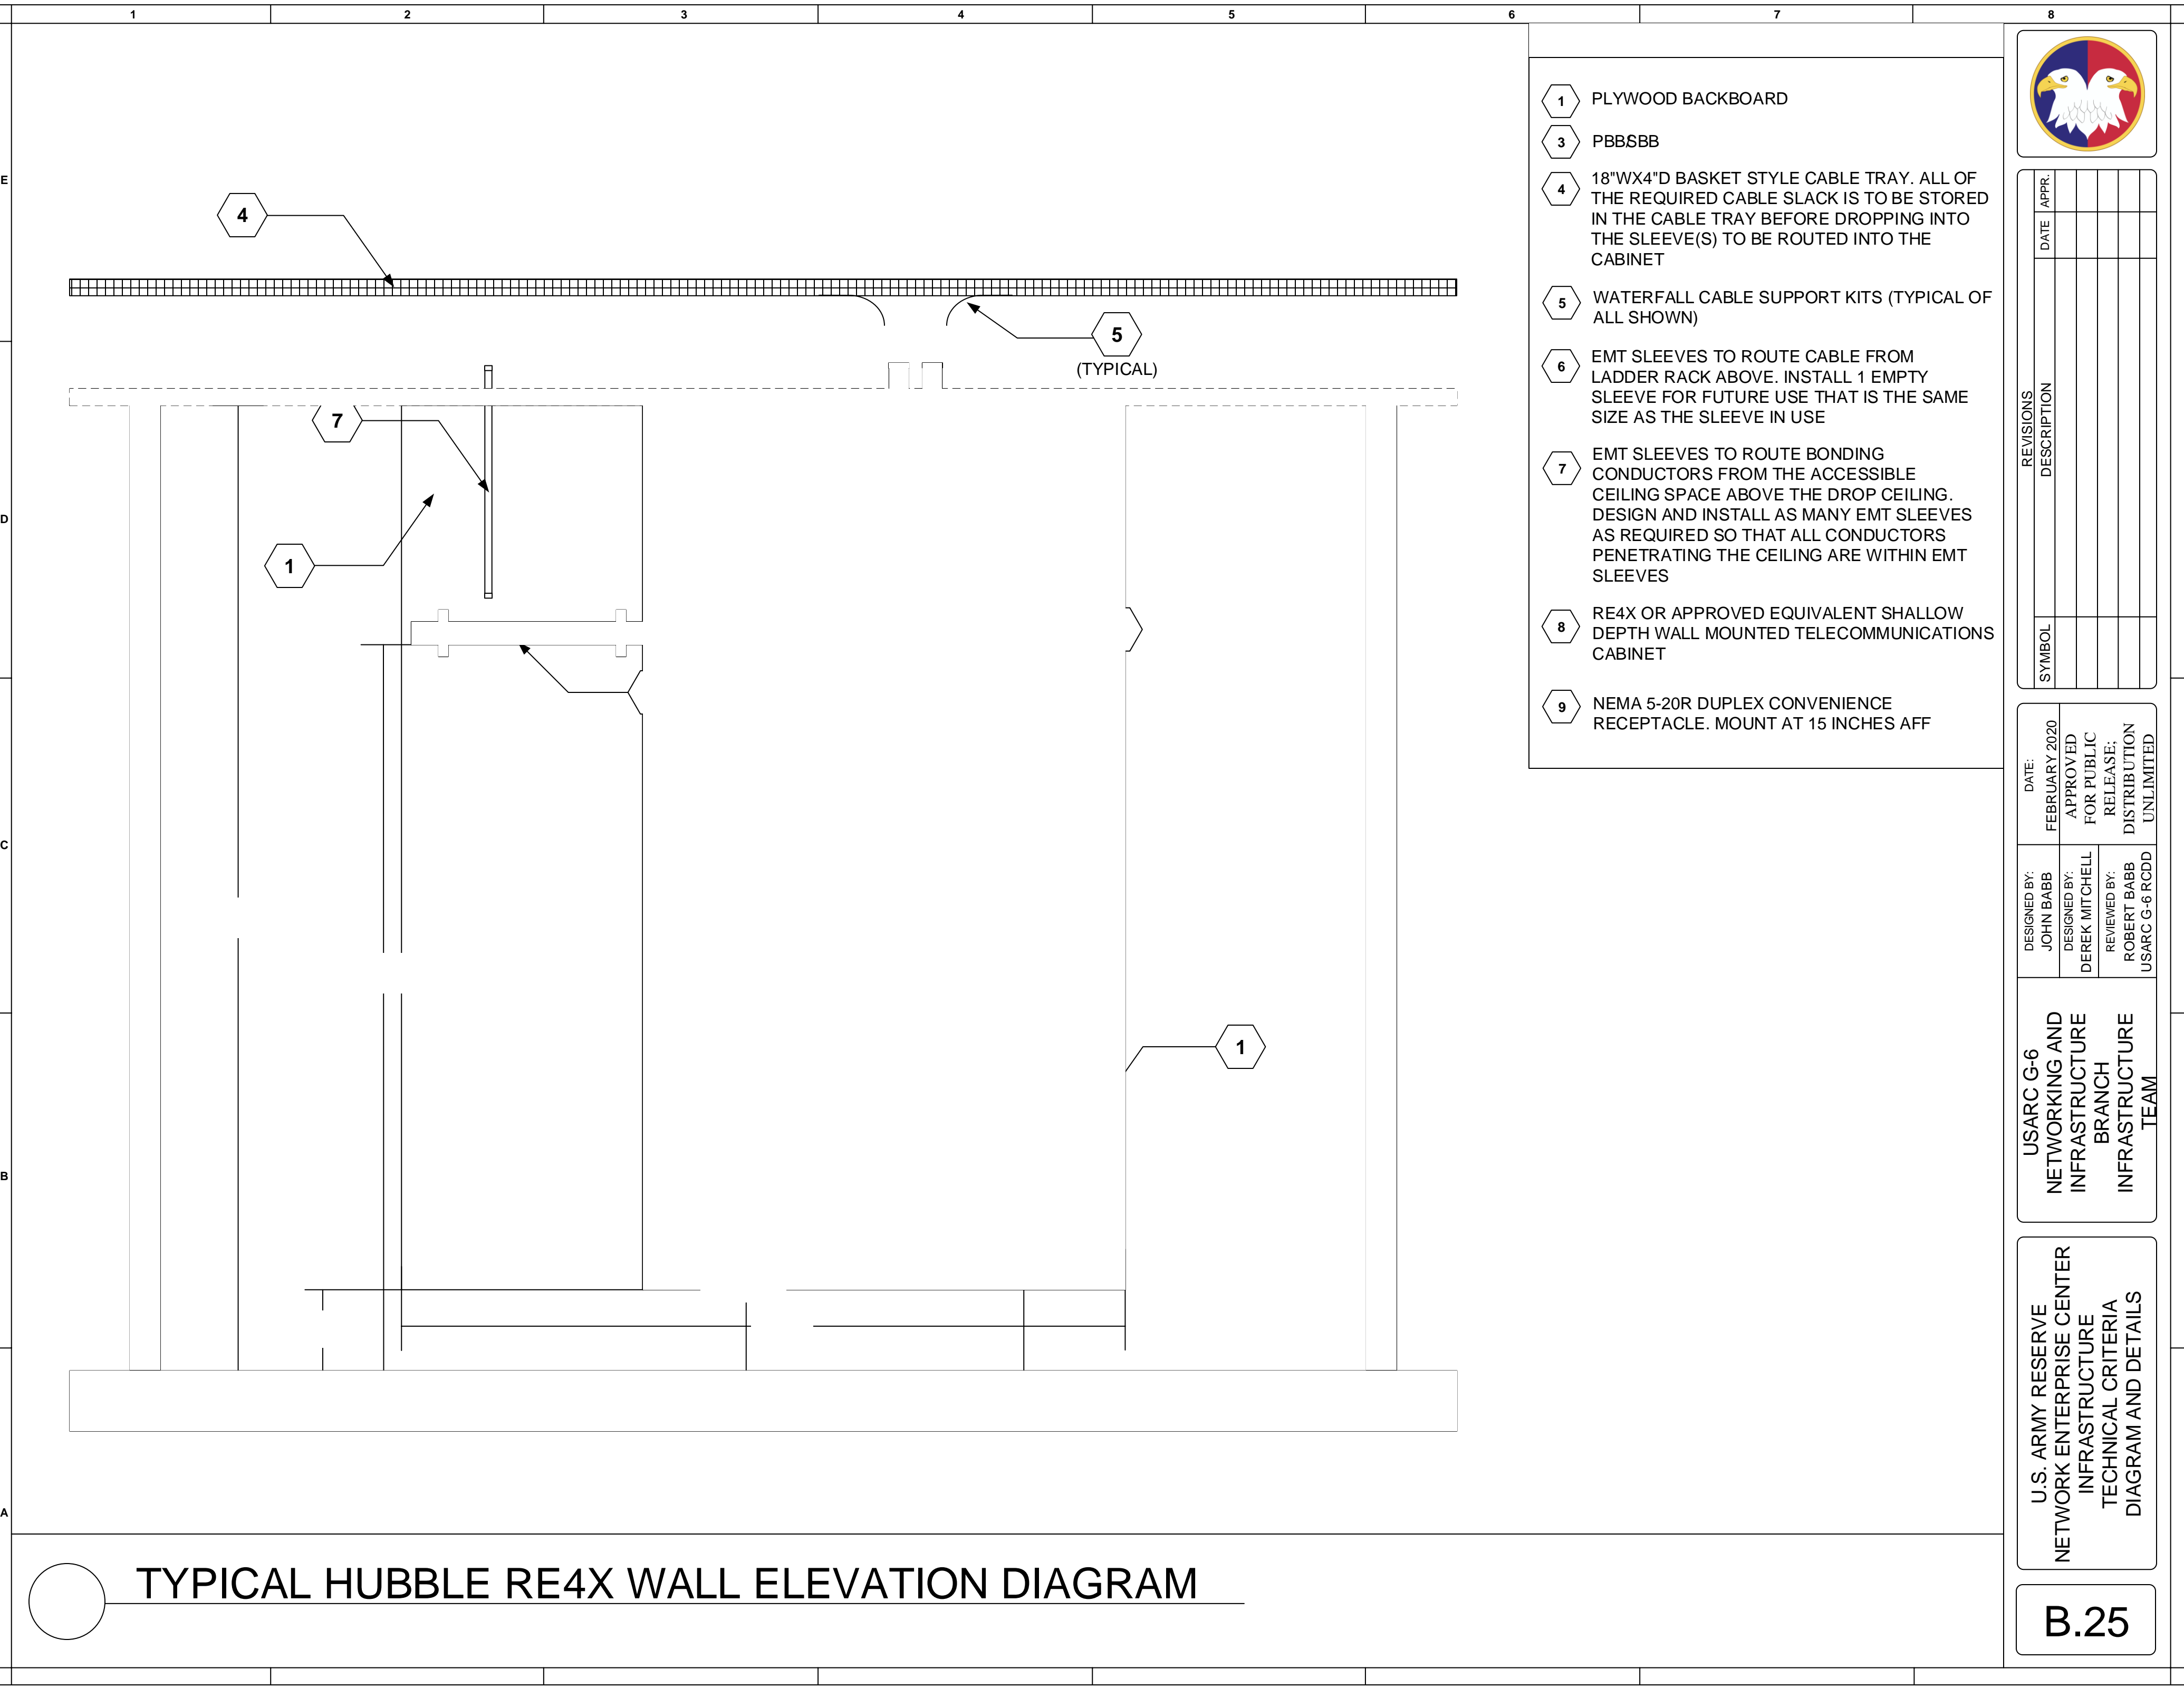 1 2 3 4 5 6 7 8
E
D
C
B
A
4
5
(TYPICAL)
7
1
1
1 PLYWOOD BACKBOARD
3 PBB/SBB
4 18"WX4"D BASKET STYLE CABLE TRAY. ALL OF
THE REQUIRED CABLE SLACK IS TO BE STORED
IN THE CABLE TRAY BEFORE DROPPING INTO
THE SLEEVE(S) TO BE ROUTED INTO THE
CABINET
5 WATERFALL CABLE SUPPORT KITS (TYPICAL OF
ALL SHOWN)
6 EMT SLEEVES TO ROUTE CABLE FROM
LADDER RACK ABOVE. INSTALL 1 EMPTY
SLEEVE FOR FUTURE USE THAT IS THE SAME
SIZE AS THE SLEEVE IN USE
7 EMT SLEEVES TO ROUTE BONDING
CONDUCTORS FROM THE ACCESSIBLE
CEILING SPACE ABOVE THE DROP CEILING.
DESIGN AND INSTALL AS MANY EMT SLEEVES
AS REQUIRED SO THAT ALL CONDUCTORS
PENETRATING THE CEILING ARE WITHIN EMT
SLEEVES
8 RE4X OR APPROVED EQUIVALENT SHALLOW
DEPTH WALL MOUNTED TELECOMMUNICATIONS
CABINET
9 NEMA 5-20R DUPLEX CONVENIENCE
RECEPTACLE. MOUNT AT 15 INCHES AFF
REVISIONS
SYMBOL DESCRIPTION DATE APPR.
DATE:
FEBRUARY 2020
APPROVED
FOR PUBLIC
RELEASE;
DISTRIBUTION
UNLIMITED
DESIGNED BY:
JOHN BABB
DESIGNED BY:
DEREK MITCHELL
REVIEWED BY:
ROBERT BABB
USARC G-6 RCDD
USARC G-6
NETWORKING AND
INFRASTRUCTURE
BRANCH
INFRASTRUCTURE
TEAM
U.S. ARMY RESERVE
NETWORK ENTERPRISE CENTER
INFRASTRUCTURE
TECHNICAL CRITERIA
DIAGRAM AND DETAILS
TYPICAL HUBBLE RE4X WALL ELEVATION DIAGRAM
B.25